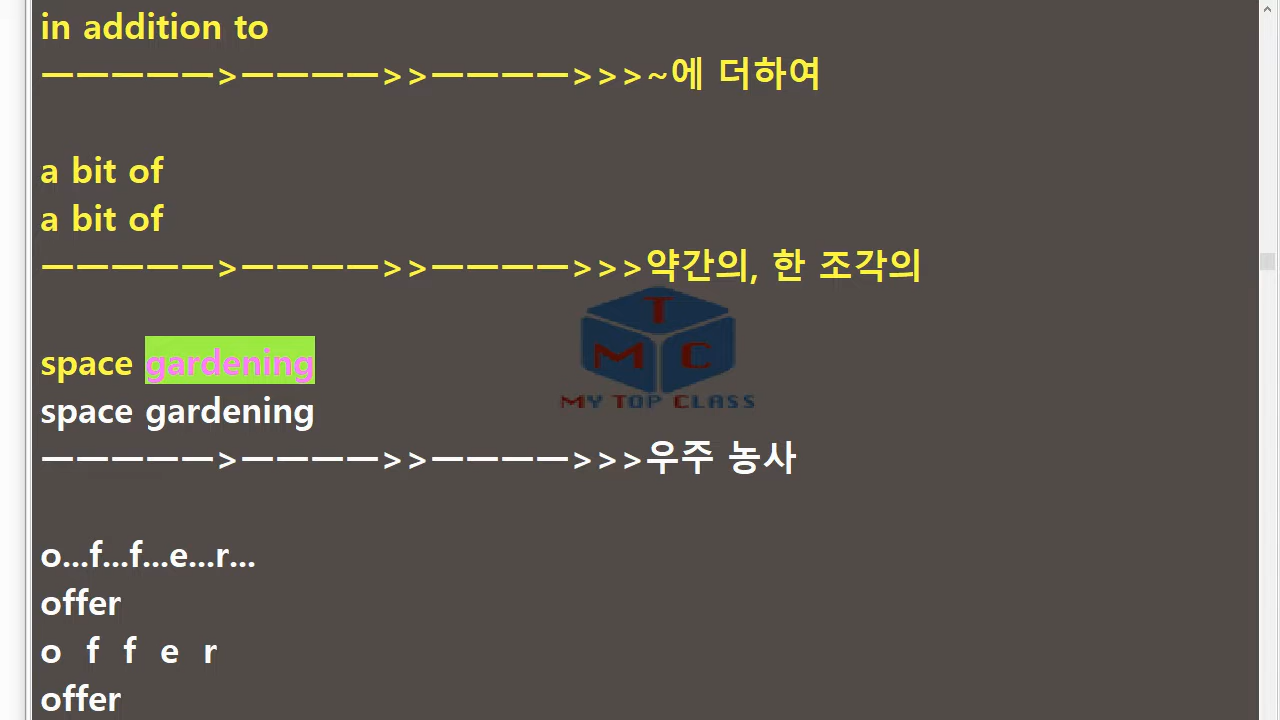 in addition to
ㅡㅡㅡㅡㅡ>ㅡㅡㅡㅡ>>ㅡㅡㅡㅡ>>>~에 더하여
a bit of
a bit of
ㅡㅡㅡㅡㅡ>ㅡㅡㅡㅡ>>ㅡㅡㅡㅡ>>>약간의, 한 조각의
T
M C
MY TOP CLASS
space gardening
space gardening
ㅡㅡㅡㅡㅡ>ㅡㅡㅡㅡ>>ㅡㅡㅡㅡ>>>우주 농사
o...f...f...e...r...
offer
o f f e r
offer